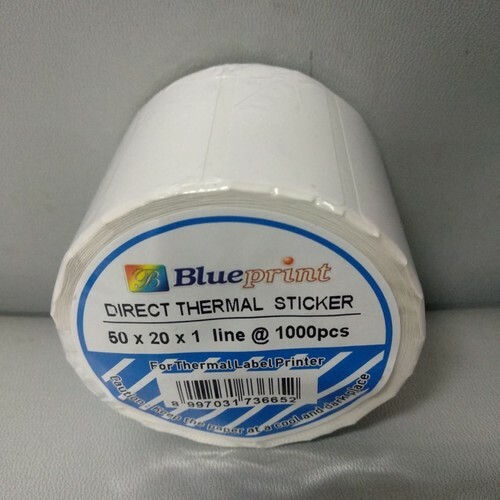 B Blueprint
DIRECT THERMAL STICKER
50 x 20 x 1 line @ 1000pcs
For Thermal Label Printer
8 997031 736652
Caution : Keep the paper at a cool and dark place